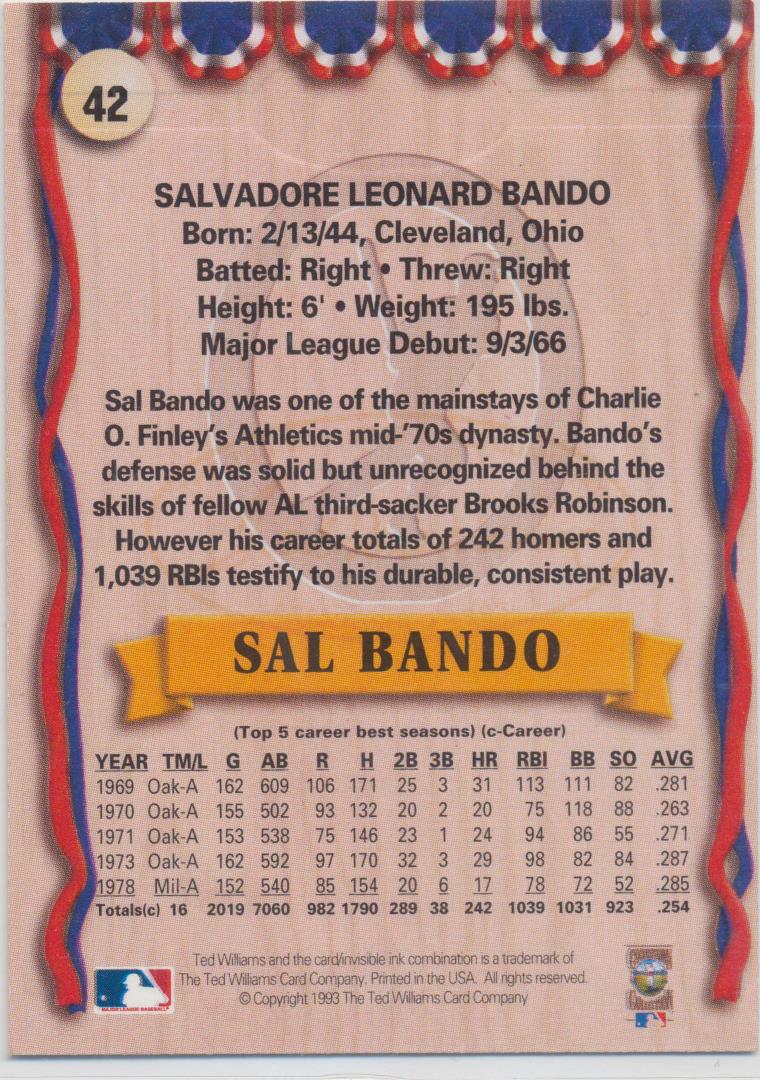 42
SALVADORE LEONARD BANDO
Born: 2/13/44, Cleveland, Ohio
Batted: Right • Threw: Right
Height: 6' • Weight: 195 lbs.
Major League Debut: 9/3/66
Sal Bando was one of the mainstays of Charlie
O. Finley's Athletics mid-'70s dynasty. Bando's
defense was solid but unrecognized behind the
skills of fellow AL third-sacker Brooks Robinson.
However his career totals of 242 homers and
1,039 RBIs testify to his durable, consistent play.
SAL BANDO
(Top 5 career best seasons) (c-Career)
YEAR TM/L G AB R H 2B 3B HR RBI BB SO AVG
1969 Oak-A 162 609 106 171 25 3 31 113 111 82 .281
1970 Oak-A 155 502 93 132 20 2 20 75 118 88 .263
1971 Oak-A 153 538 75 146 23 1 24 94 86 55 .271
1973 Oak-A 162 592 97 170 32 3 29 98 82 84 .287
1978 Mil-A 152 540 85 154 20 6 17 78 72 52 .285
Totals(c) 16 2019 7060 982 1790 289 38 242 1039 1031 923 .254
Ted Williams and the card/invisible ink combination is a trademark of
The Ted Williams Card Company. Printed in the USA. All rights reserved.
© Copyright 1993 The Ted Williams Card Company
MAJOR LEAGUE BASEBALL
COLLECTION